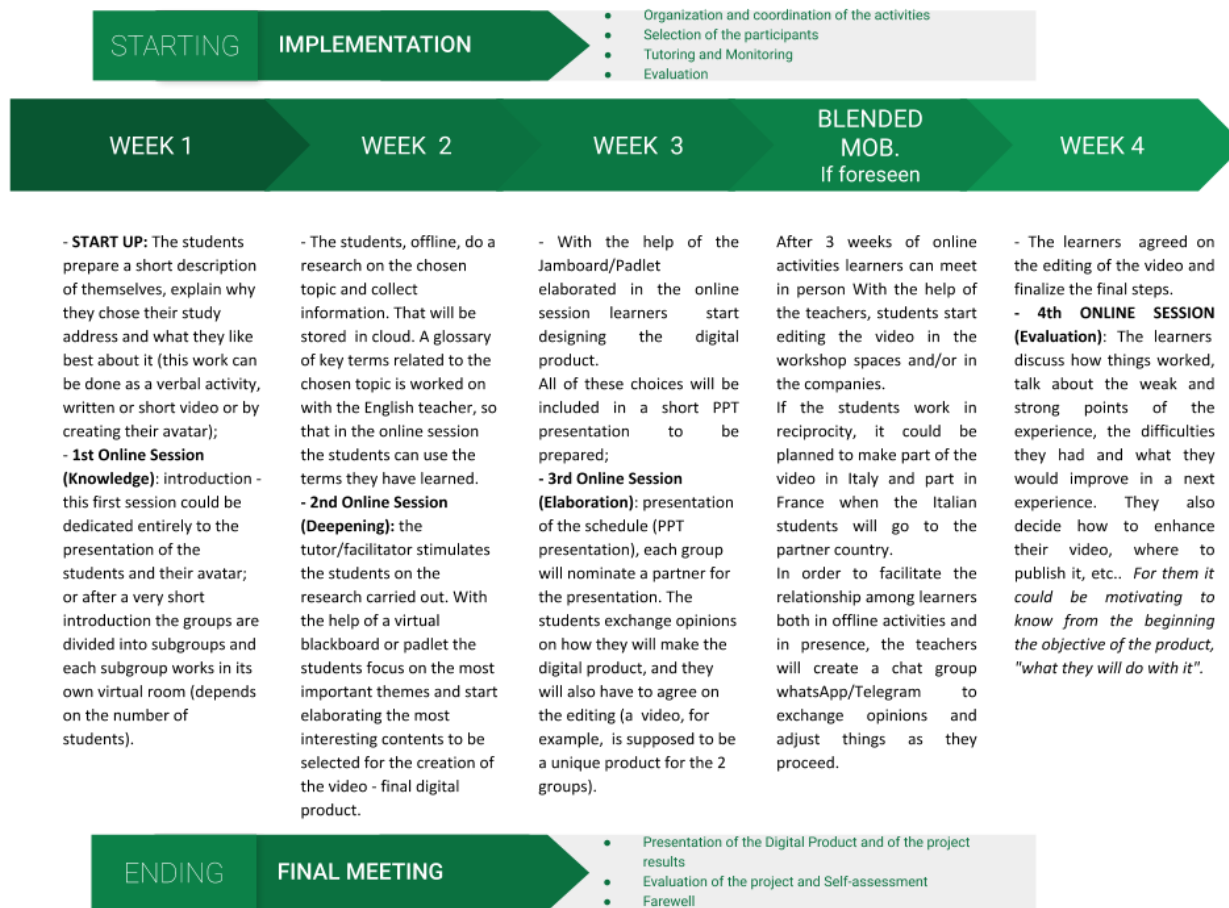 STARTING
IMPLEMENTATION
● Organization and coordination of the activities
● Selection of the participants
● Tutoring and Monitoring
● Evaluation
WEEK 1
WEEK 2
WEEK 3
BLENDED
MOB.
If foreseen
WEEK 4
- START UP: The students
prepare a short description
of themselves, explain why
they chose their study
address and what they like
best about it (this work can
be done as a verbal activity,
written or short video or by
creating their avatar);
- 1st Online Session
(Knowledge): introduction -
this first session could be
dedicated entirely to the
presentation of the
students and their avatar;
or after a very short
introduction the groups are
divided into subgroups and
each subgroup works in its
own virtual room (depends
on the number of
students).
- The students, offline, do a
research on the chosen
topic and collect
information. That will be
stored in cloud. A glossary
of key terms related to the
chosen topic is worked on
with the English teacher, so
that in the online session
the students can use the
terms they have learned.
- 2nd Online Session
(Deepening): the
tutor/facilitator stimulates
the students on the
research carried out. With
the help of a virtual
blackboard or padlet the
students focus on the most
important themes and start
elaborating the most
interesting contents to be
selected for the creation of
the video - final digital
product.
- With the help of the
Jamboard/Padlet
elaborated in the online
session learners start
designing the digital
product.
All of these choices will be
included in a short PPT
presentation to be
prepared;
- 3rd Online Session
(Elaboration): presentation
of the schedule (PPT
presentation), each group
will nominate a partner for
the presentation. The
students exchange opinions
on how they will make the
digital product, and they
will also have to agree on
the editing (a video, for
example, is supposed to be
a unique product for the 2
groups).
After 3 weeks of online
activities learners can meet
in person With the help of
the teachers, students start
editing the video in the
workshop spaces and/or in
the companies.
If the students work in
reciprocity, it could be
planned to make part of the
video in Italy and part in
France when the Italian
students will go to the
partner country.
In order to facilitate the
relationship among learners
both in offline activities and
in presence, the teachers
will create a chat group
whatsApp/Telegram to
exchange opinions and
adjust things as they
proceed.
- The learners agreed on
the editing of the video and
finalize the final steps.
- 4th ONLINE SESSION
(Evaluation): The learners
discuss how things worked,
talk about the weak and
strong points of the
experience, the difficulties
they had and what they
would improve in a next
experience. They also
decide how to enhance
their video, where to
publish it, etc.. For them it
could be motivating to
know from the beginning
the objective of the product,
"what they will do with it".
ENDING
FINAL MEETING
● Presentation of the Digital Product and of the project
results
● Evaluation of the project and Self-assessment
● Farewell